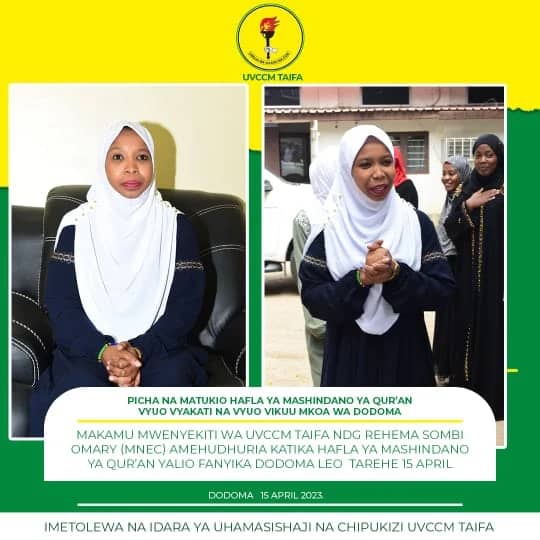 UVCCM TAIFA
PICHA NA MATUKIO HAFLA YA MASHINDANO YA QUR'AN
VYUO VYAKATI NA VYUO VIKUU MKOA WA DODOMA
MAKAMU MWENYEKITI WA UVCCM TAIFA NDG REHEMA SOMBI
OMARY (MNEC) AMEHUDHURIA KATIKA HAFLA YA MASHINDANO
YA QUR'AN YALIO FANYIKA DODOMA LEO TAREHE 15 APRIL
DODOMA 15 APRIL 2023.
IMETOLEWA NA IDARA YA UHAMASISHAJI NA CHIPUKIZI UVCCM TAIFA